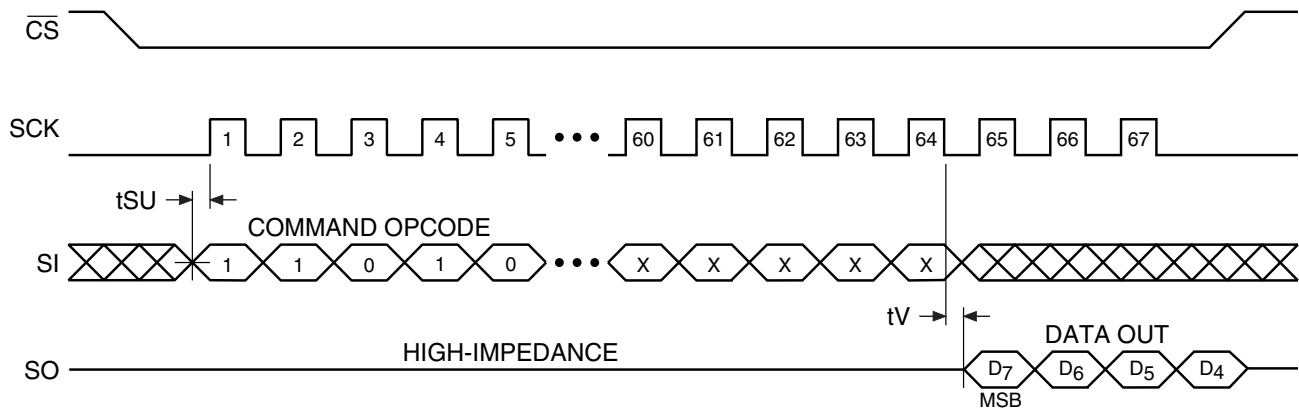 CS
SCK
1 2 3 4 5 ••• 60 61 62 63 64 65 66 67
tSU
COMMAND OPCODE
SI
1 1 0 1 0 ••• X X X X X
tV
HIGH-IMPEDANCE
DATA OUT
SO
D7 D6 D5 D4
MSB